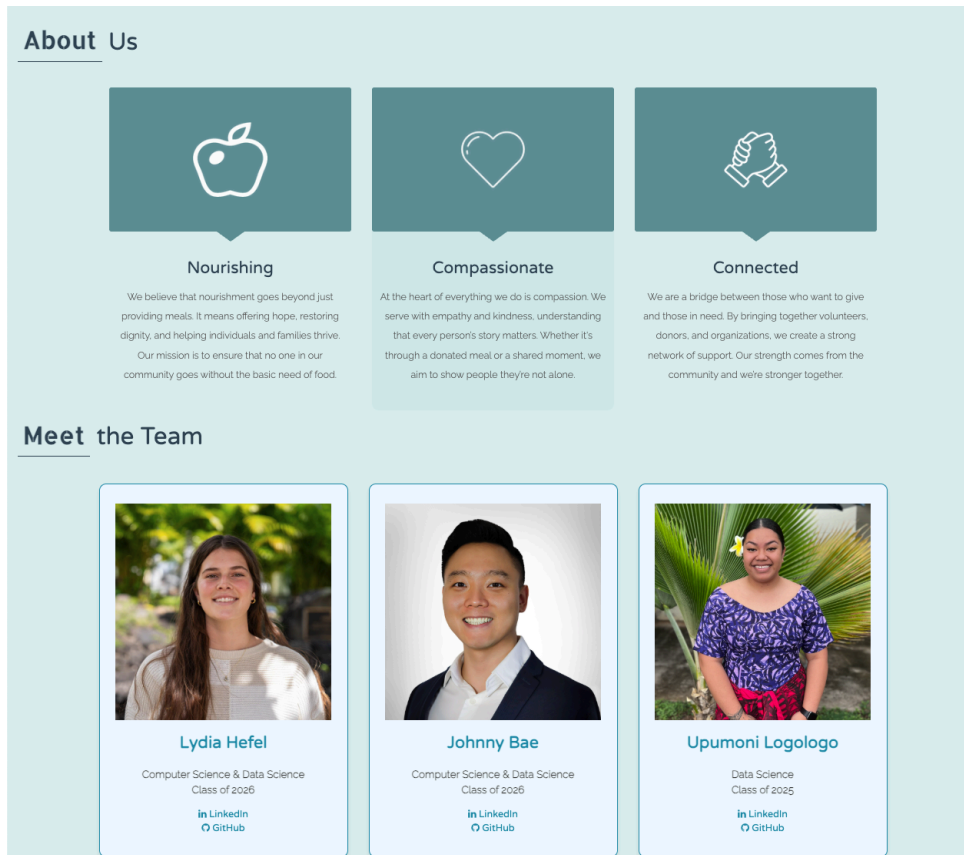 About Us
Nourishing
We believe that nourishment goes beyond just
providing meals. It means offering hope, restoring
dignity, and helping individuals and families thrive.
Our mission is to ensure that no one in our
community goes without the basic need of food.
Compassionate
At the heart of everything we do is compassion. We
serve with empathy and kindness, understanding
that every person's story matters. Whether it's
through a donated meal or a shared moment, we
aim to show people they're not alone.
Connected
We are a bridge between those who want to give
and those in need. By bringing together volunteers,
donors, and organizations, we create a strong
network of support. Our strength comes from the
community and we're stronger together.
Meet the Team
Lydia Hefel
Computer Science & Data Science
Class of 2026
in LinkedIn
GitHub
Johnny Bae
Computer Science & Data Science
Class of 2026
in LinkedIn
GitHub
Upumoni Logologo
Data Science
Class of 2025
in LinkedIn
GitHub